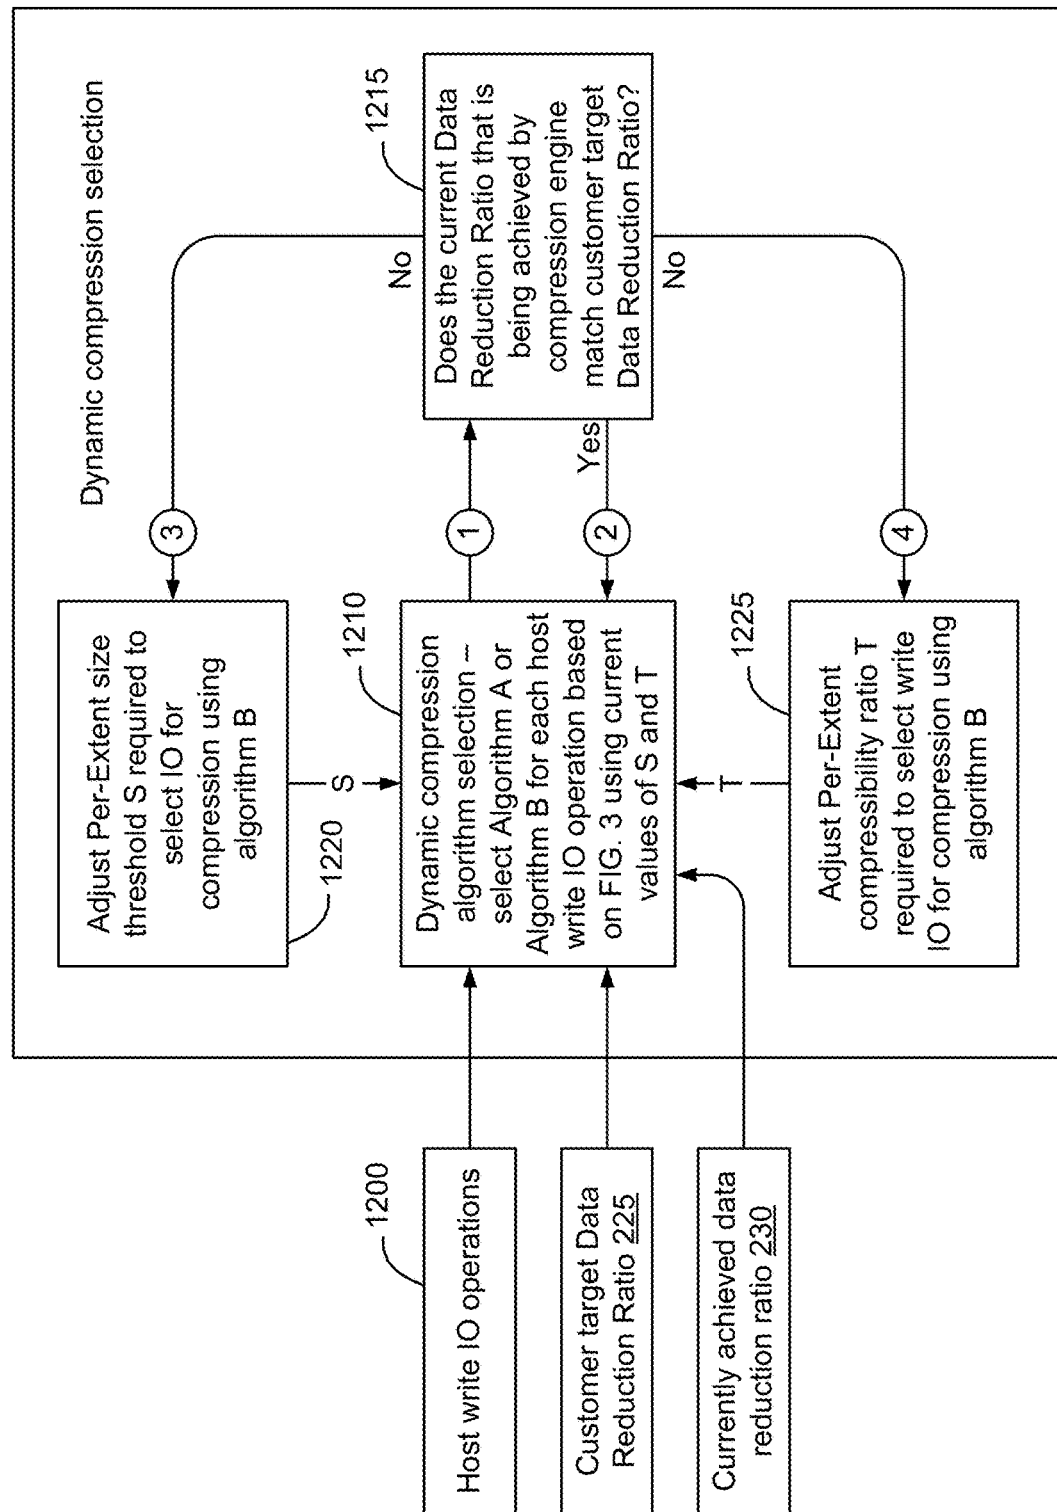 Dynamic compression selection
Host write IO operations
1200
Customer target Data
Reduction Ratio 225
Currently achieved data
reduction ratio 230
Adjust Per-Extent size
threshold S required to
select IO for
compression using
algorithm B
1220
S
Dynamic compression
algorithm selection –
select Algorithm A or
Algorithm B for each host
write IO operation based
on FIG. 3 using current
values of S and T
1210
T
Adjust Per-Extent
compressibility ratio T
required to select write
IO for compression using
algorithm B
1225
3
1
2
Yes
4
No
Does the current Data
Reduction Ratio that is
being achieved by
compression engine
match customer target
Data Reduction Ratio?
1215
No